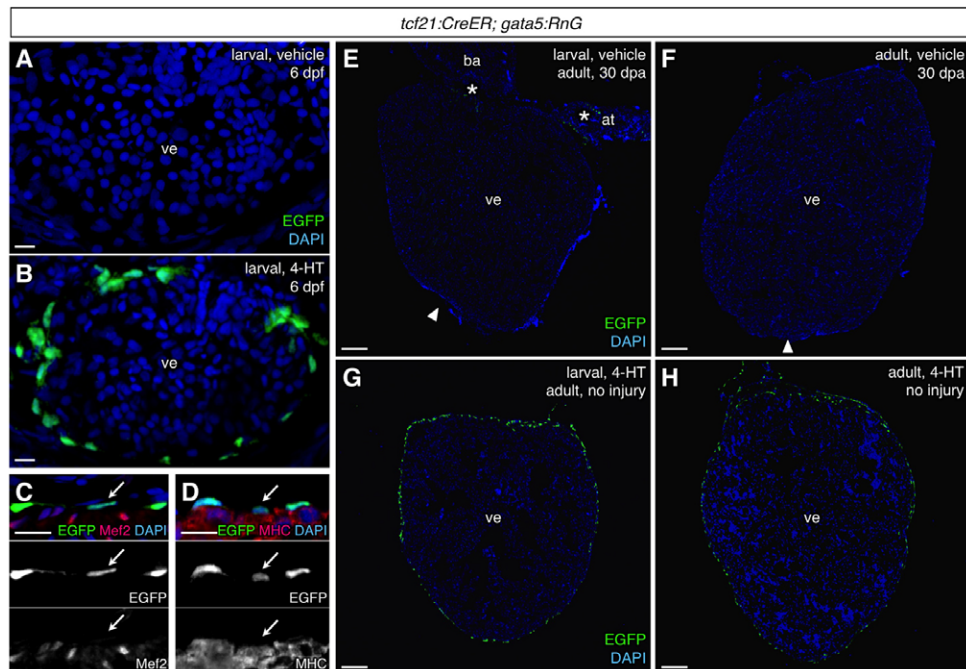 tcf21:CreER; gata5:RnG
A
larval, vehicle
6 dpf
ve
EGFP
DAPI
B
larval, 4-HT
6 dpf
ve
C
EGFP Mef2 DAPI
EGFP
Mef2
D
EGFP MHC DAPI
EGFP
MHC
E
larval, vehicle
adult, 30 dpa
ba
*
* at
ve
EGFP
DAPI
F
adult, vehicle
30 dpa
ve
G
larval, 4-HT
adult, no injury
ve
EGFP
DAPI
H
adult, 4-HT
no injury
ve